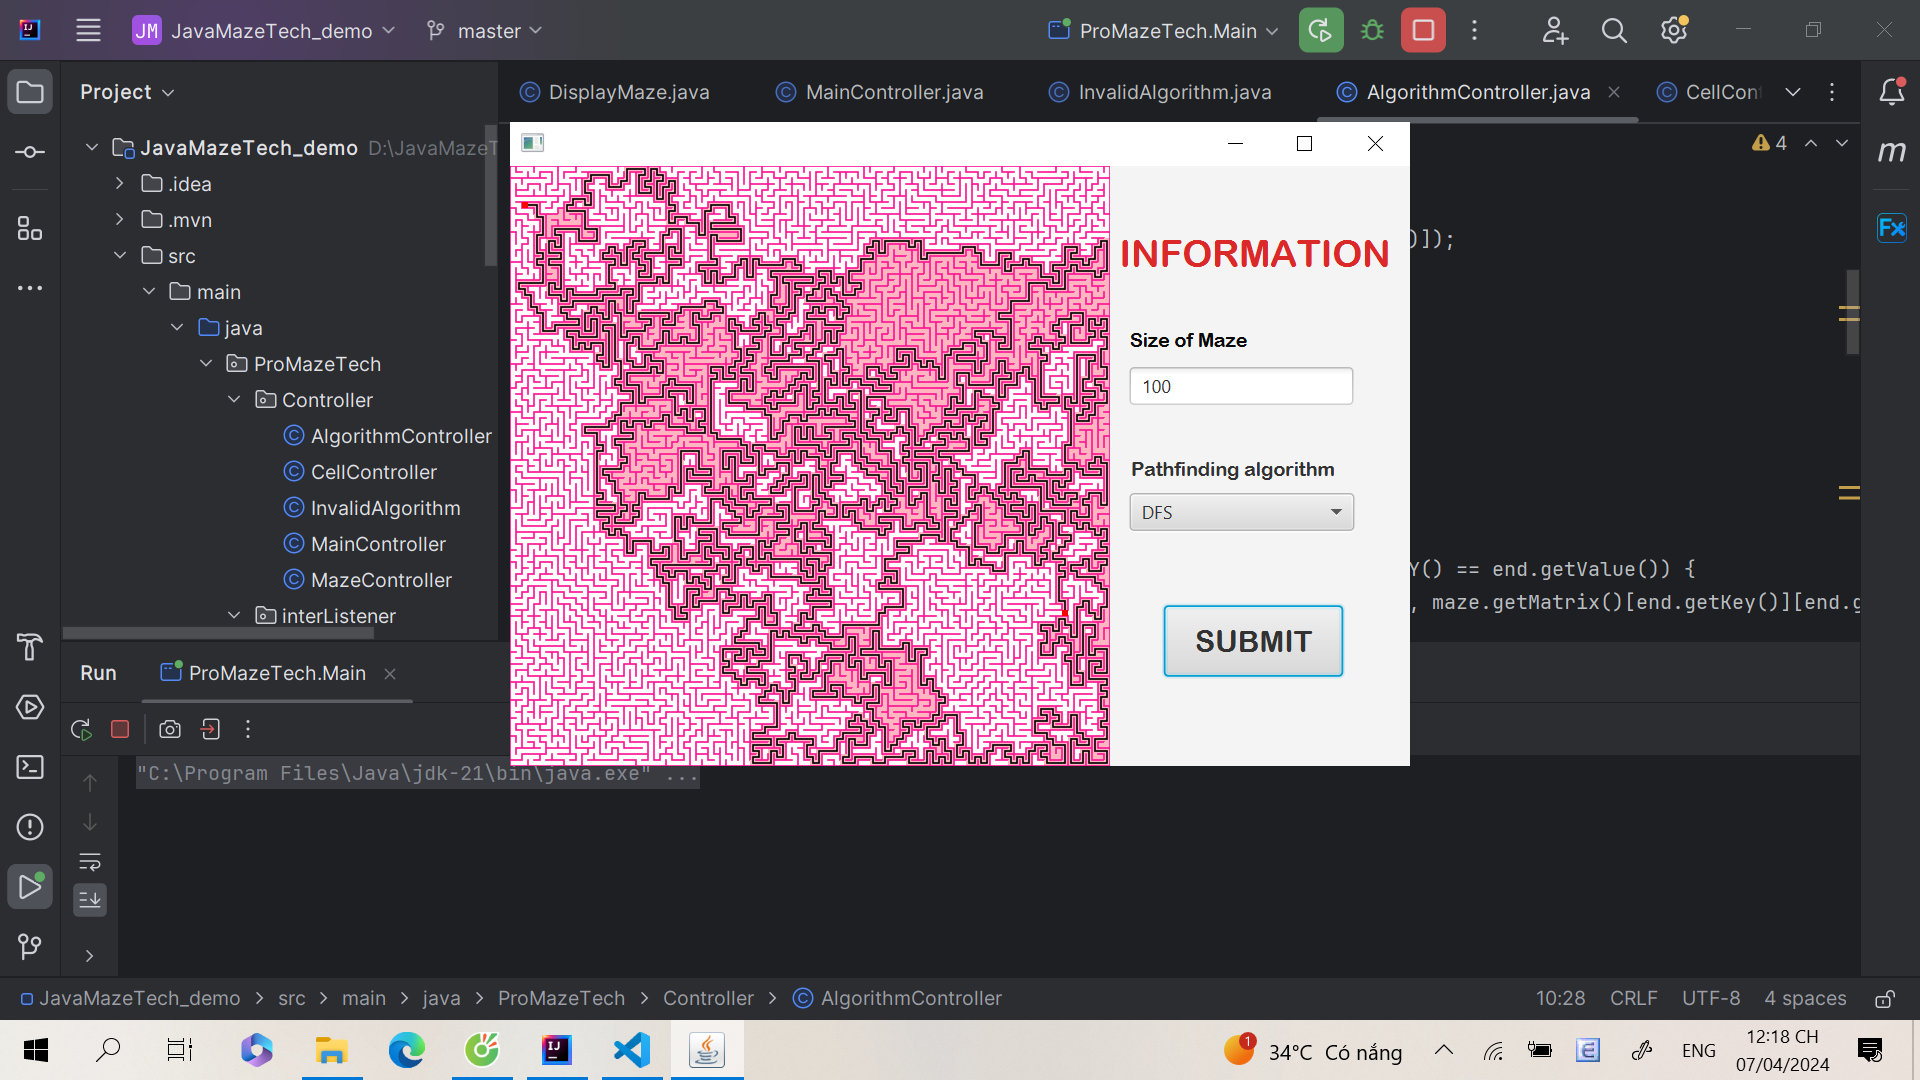 JM JavaMazeTech_demo master ProMazeTech.Main
Project
DisplayMaze.java MainController.java InvalidAlgorithm.java AlgorithmController.java CellCon
JavaMazeTech_demo D:\JavaMazeT
.idea
.mvn
src
main
java
ProMazeTech
Controller
AlgorithmController
CellController
InvalidAlgorithm
MainController
MazeController
interListener
4
)]);
INFORMATION
Size of Maze
100
Pathfinding algorithm
DFS
SUBMIT
Y() == end.getValue()) {
, maze.getMatrix()[end.getKey()][end.g
m
Fx
Run ProMazeTech.Main
"C:\Program Files\Java\jdk-21\bin\java.exe" ...
JavaMazeTech_demo > src > main > java > ProMazeTech > Controller > AlgorithmController
10:28 CRLF UTF-8 4 spaces
1 34°C Có nắng ENG 12:18 CH
07/04/2024